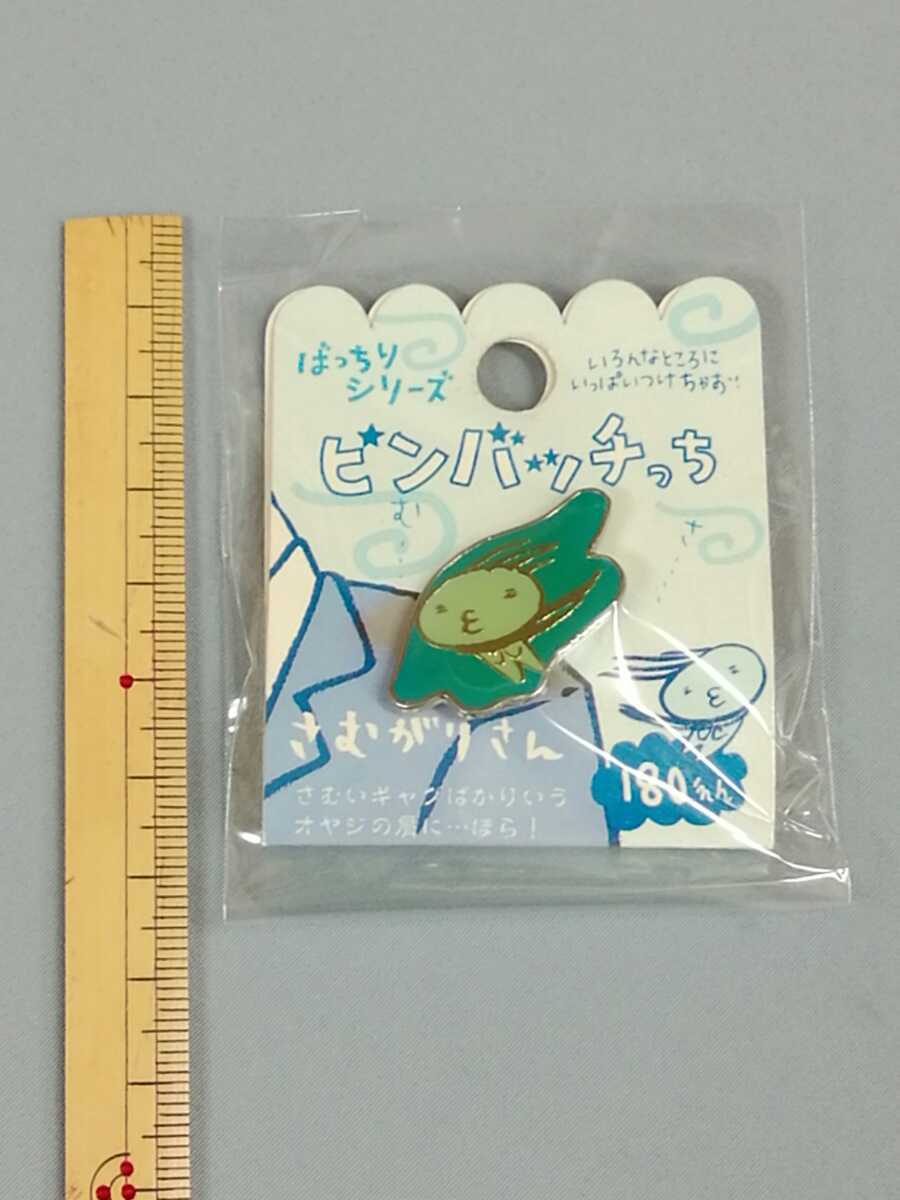 ばっちり
シリーズ
いろんなところに
いっぱいつけちゃお!!
ピンバッチっち
む
さ
さむがりさん
180えん
さむいギャグばかりいう
オヤジの肩に…ほら!